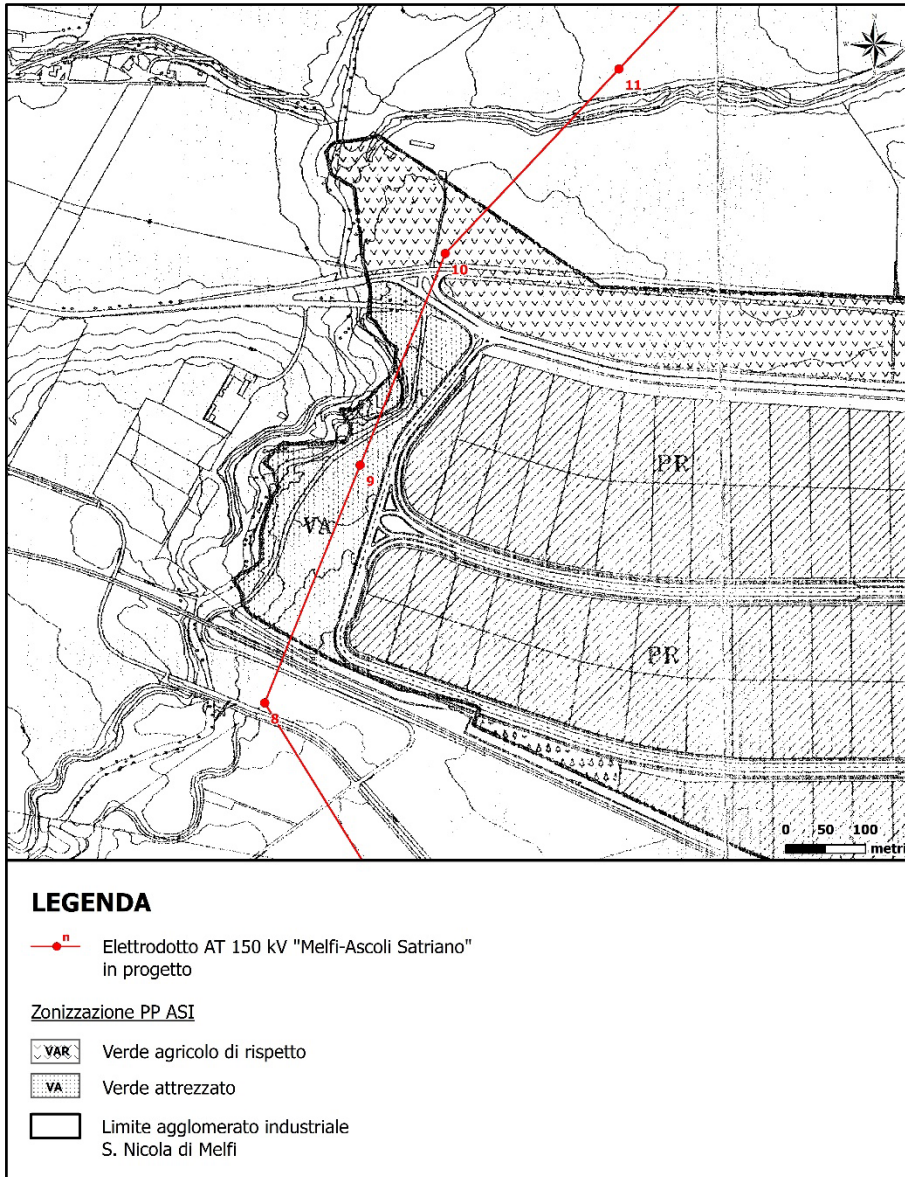 N
W
11
10
PR
9
VA
PR
8
0 50 100
metri
LEGENDA
n
Elettrodotto AT 150 kV "Melfi-Ascoli Satriano"
in progetto
Zonizzazione PP ASI
VAR
Verde agricolo di rispetto
VA
Verde attrezzato
Limite agglomerato industriale
S. Nicola di Melfi